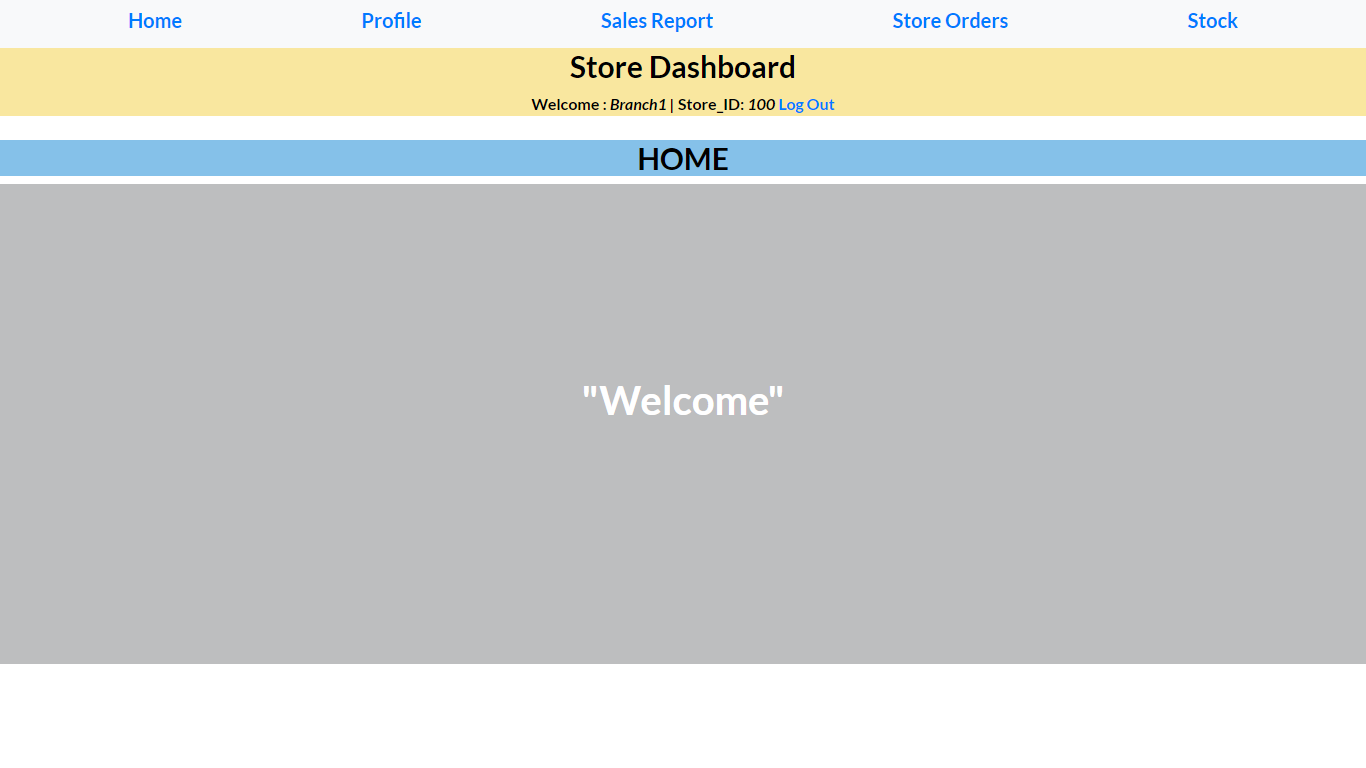 Home Profile Sales Report Store Orders Stock
Store Dashboard
Welcome : Branch1 | Store_ID: 100 Log Out
HOME
"Welcome"